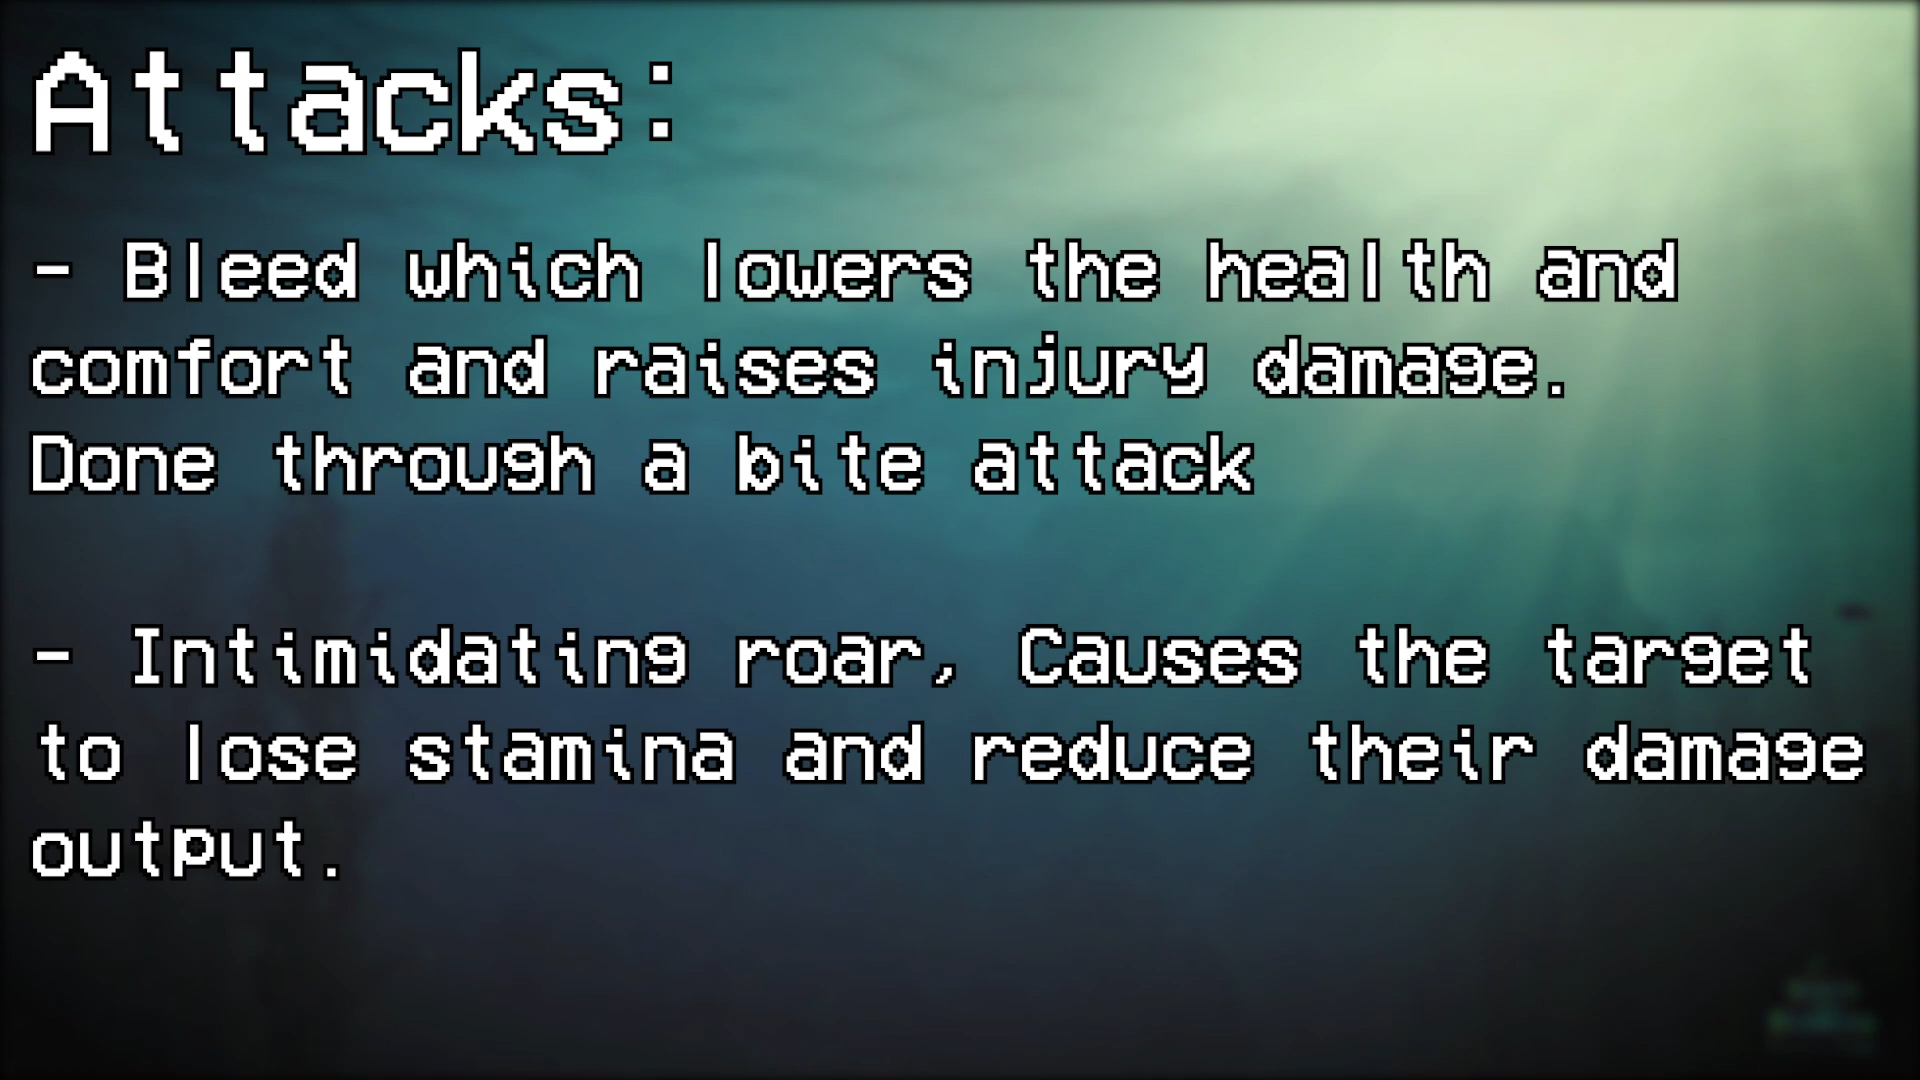 Attacks:
- Bleed which lowers the health and
comfort and raises injury damage.
Done through a bite attack
- Intimidating roar, Causes the target
to lose stamina and reduce their damage
output.